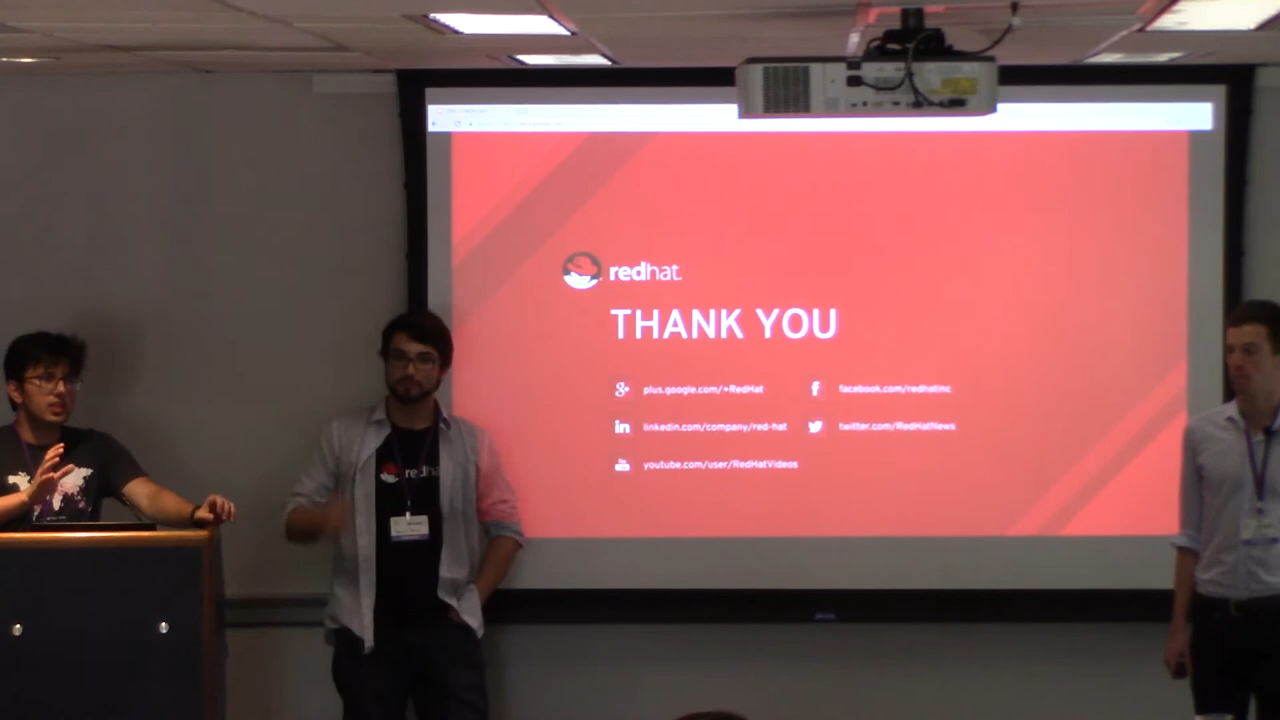 redhat.
THANK YOU
plus.google.com/+RedHat
facebook.com/redhatinc
linkedin.com/company/red-hat
twitter.com/RedHatNews
youtube.com/user/RedHatVideos
redha